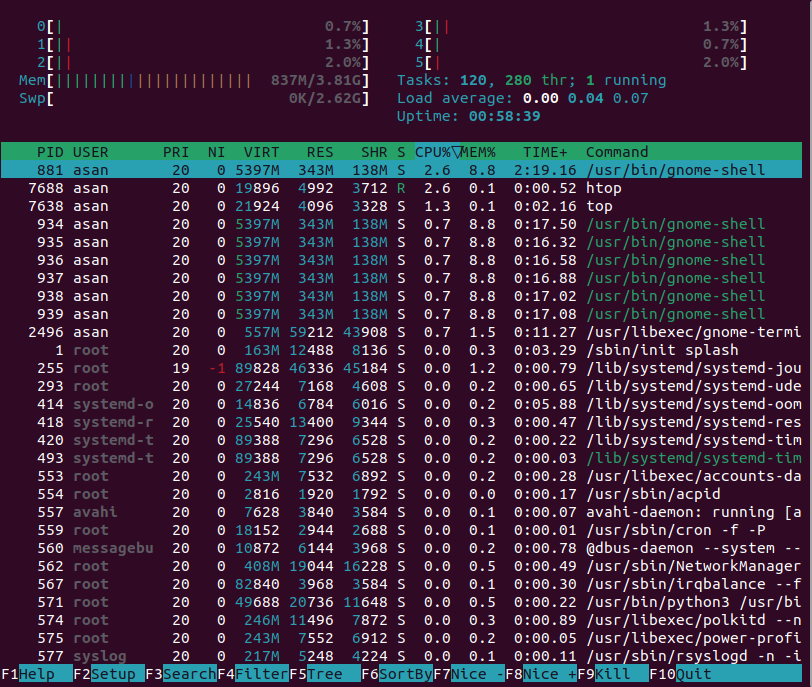 0[| 0.7%] 3[|| 1.3%]
1[|| 1.3%] 4[| 0.7%]
2[|| 2.0%] 5[| 2.0%]
Mem[|||||||||||||||||||||| 837M/3.81G] Tasks: 120, 280 thr; 1 running
Swp[ 0K/2.62G] Load average: 0.00 0.04 0.07
Uptime: 00:58:39
PID USER PRI NI VIRT RES SHR S CPU%▽MEM% TIME+ Command
881 asan 20 0 5397M 343M 138M S 2.6 8.8 2:19.16 /usr/bin/gnome-shell
7688 asan 20 0 19896 4992 3712 R 2.6 0.1 0:00.52 htop
7638 asan 20 0 21924 4096 3328 S 1.3 0.1 0:02.16 top
934 asan 20 0 5397M 343M 138M S 0.7 8.8 0:17.50 /usr/bin/gnome-shell
935 asan 20 0 5397M 343M 138M S 0.7 8.8 0:16.32 /usr/bin/gnome-shell
936 asan 20 0 5397M 343M 138M S 0.7 8.8 0:16.58 /usr/bin/gnome-shell
937 asan 20 0 5397M 343M 138M S 0.7 8.8 0:16.88 /usr/bin/gnome-shell
938 asan 20 0 5397M 343M 138M S 0.7 8.8 0:17.02 /usr/bin/gnome-shell
939 asan 20 0 5397M 343M 138M S 0.7 8.8 0:17.08 /usr/bin/gnome-shell
2496 asan 20 0 557M 59212 43908 S 0.7 1.5 0:11.27 /usr/libexec/gnome-termi
1 root 20 0 163M 12488 8136 S 0.0 0.3 0:03.29 /sbin/init splash
255 root 19 -1 89828 46336 45184 S 0.0 1.2 0:00.79 /lib/systemd/systemd-jou
293 root 20 0 27244 7168 4608 S 0.0 0.2 0:00.65 /lib/systemd/systemd-ude
414 systemd-o 20 0 14836 6784 6016 S 0.0 0.2 0:05.88 /lib/systemd/systemd-oom
418 systemd-r 20 0 25540 13400 9344 S 0.0 0.3 0:00.47 /lib/systemd/systemd-res
420 systemd-t 20 0 89388 7296 6528 S 0.0 0.2 0:00.22 /lib/systemd/systemd-tim
493 systemd-t 20 0 89388 7296 6528 S 0.0 0.2 0:00.03 /lib/systemd/systemd-tim
553 root 20 0 243M 7532 6892 S 0.0 0.2 0:00.28 /usr/libexec/accounts-da
554 root 20 0 2816 1920 1792 S 0.0 0.0 0:00.17 /usr/sbin/acpid
557 avahi 20 0 7628 3840 3584 S 0.0 0.1 0:00.07 avahi-daemon: running [a
559 root 20 0 18152 2944 2688 S 0.0 0.1 0:00.01 /usr/sbin/cron -f -P
560 messagebu 20 0 10872 6144 3968 S 0.0 0.2 0:00.78 @dbus-daemon --system --
562 root 20 0 408M 19044 16228 S 0.0 0.5 0:00.49 /usr/sbin/NetworkManager
567 root 20 0 82840 3968 3584 S 0.0 0.1 0:00.30 /usr/sbin/irqbalance --f
571 root 20 0 49688 20736 11648 S 0.0 0.5 0:00.22 /usr/bin/python3 /usr/bi
574 root 20 0 246M 11496 7872 S 0.0 0.3 0:00.89 /usr/libexec/polkitd --n
575 root 20 0 243M 7552 6912 S 0.0 0.2 0:00.05 /usr/libexec/power-profi
577 syslog 20 0 217M 5248 4224 S 0.0 0.1 0:00.11 /usr/sbin/rsyslogd -n -i
F1Help F2Setup F3SearchF4FilterF5Tree F6SortByF7Nice -F8Nice +F9Kill F10Quit